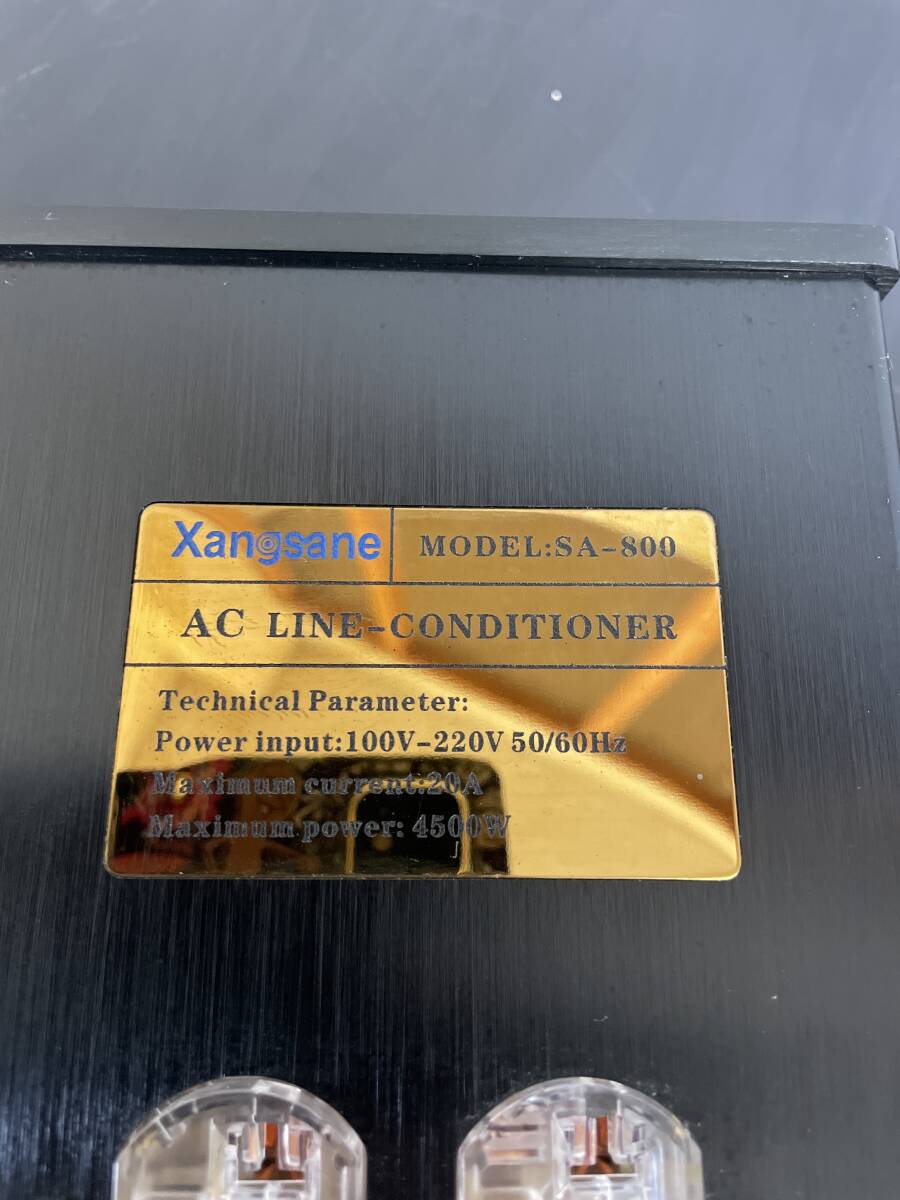 Xangsane
MODEL:SA-800
AC LINE-CONDITIONER
Technical Parameter:
Power input:100V-220V 50/60Hz
Maximum current:20A
Maximum power: 4500W